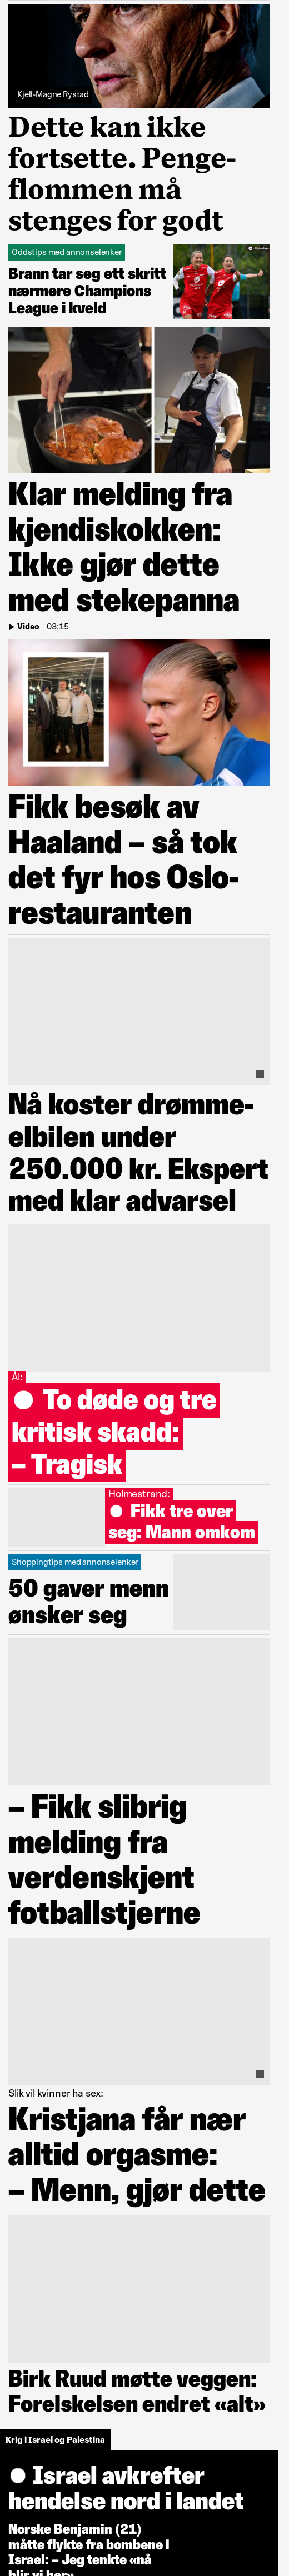 Kjell-Magne Rystad
Dette kan ikke
fortsette. Penge-
flommen må
stenges for godt
Oddstips med annonselenker
Brann tar seg ett skritt
nærmere Champions
League i kveld
Klar melding fra
kjendiskokken:
Ikke gjør dette
med stekepanna
Video | 03:15
Fikk besøk av
Haaland – så tok
det fyr hos Oslo-
restauranten
Nå koster drømme-
elbilen under
250.000 kr. Ekspert
med klar advarsel
Ål:
To døde og tre
kritisk skadd:
– Tragisk
Holmestrand:
Fikk tre over
seg: Mann omkom
Shoppingtips med annonselenker
50 gaver menn
ønsker seg
– Fikk slibrig
melding fra
verdenskjent
fotballstjerne
Slik vil kvinner ha sex:
Kristjana får nær
alltid orgasme:
– Menn, gjør dette
Birk Ruud møtte veggen:
Forelskelsen endret «alt»
Krig i Israel og Palestina
Israel avkrefter
hendelse nord i landet
Norske Benjamin (21)
måtte flykte fra bombene i
Israel: – Jeg tenkte «nå
blir vi her»